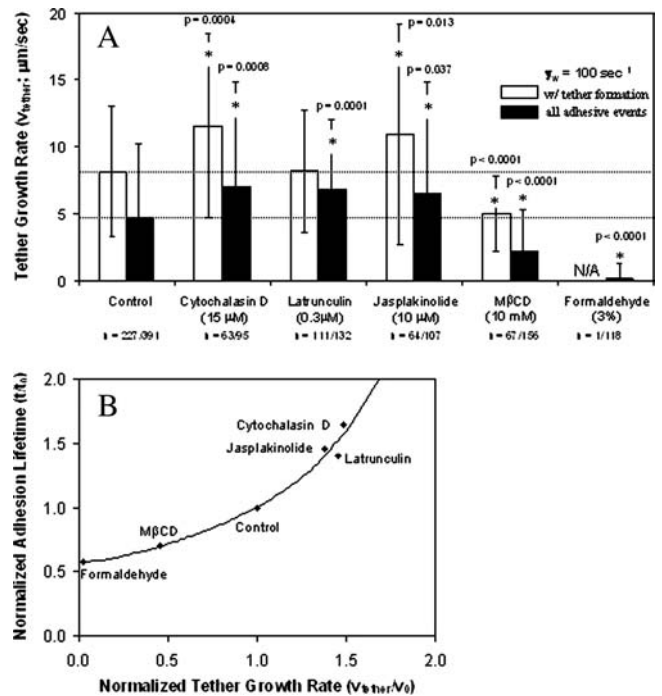 A
p = 0.0004
p =
p = 0.0001
p = 0.013
p = 0.037
p < 0.0001
p < 0.0001
p < 0.0001
* * * * * * * *
γw = 100 sec-1
w/ tether formation
all adhesive events
Tether Growth Rate (vtether; μm/sec)
20
15
10
5
0
N/A
Control Cytochalasin D Latrunculin Jasplakinolide MβCD Formaldehyde
(15 μM) (0.3μM) (10 μM) (10 mM) (3%)
n = 227/391 n = 63/95 n = 111/132 n = 64/107 n = 67/156 n = 1/118
B
Normalized Adhesion Lifetime (t/t0)
2.0
1.5
1.0
0.5
0.0
Cytochalasin D
Jasplakinolide
Latrunculin
Control
MβCD
Formaldehyde
0.0 0.5 1.0 1.5 2.0
Normalized Tether Growth Rate (vtether/v0)